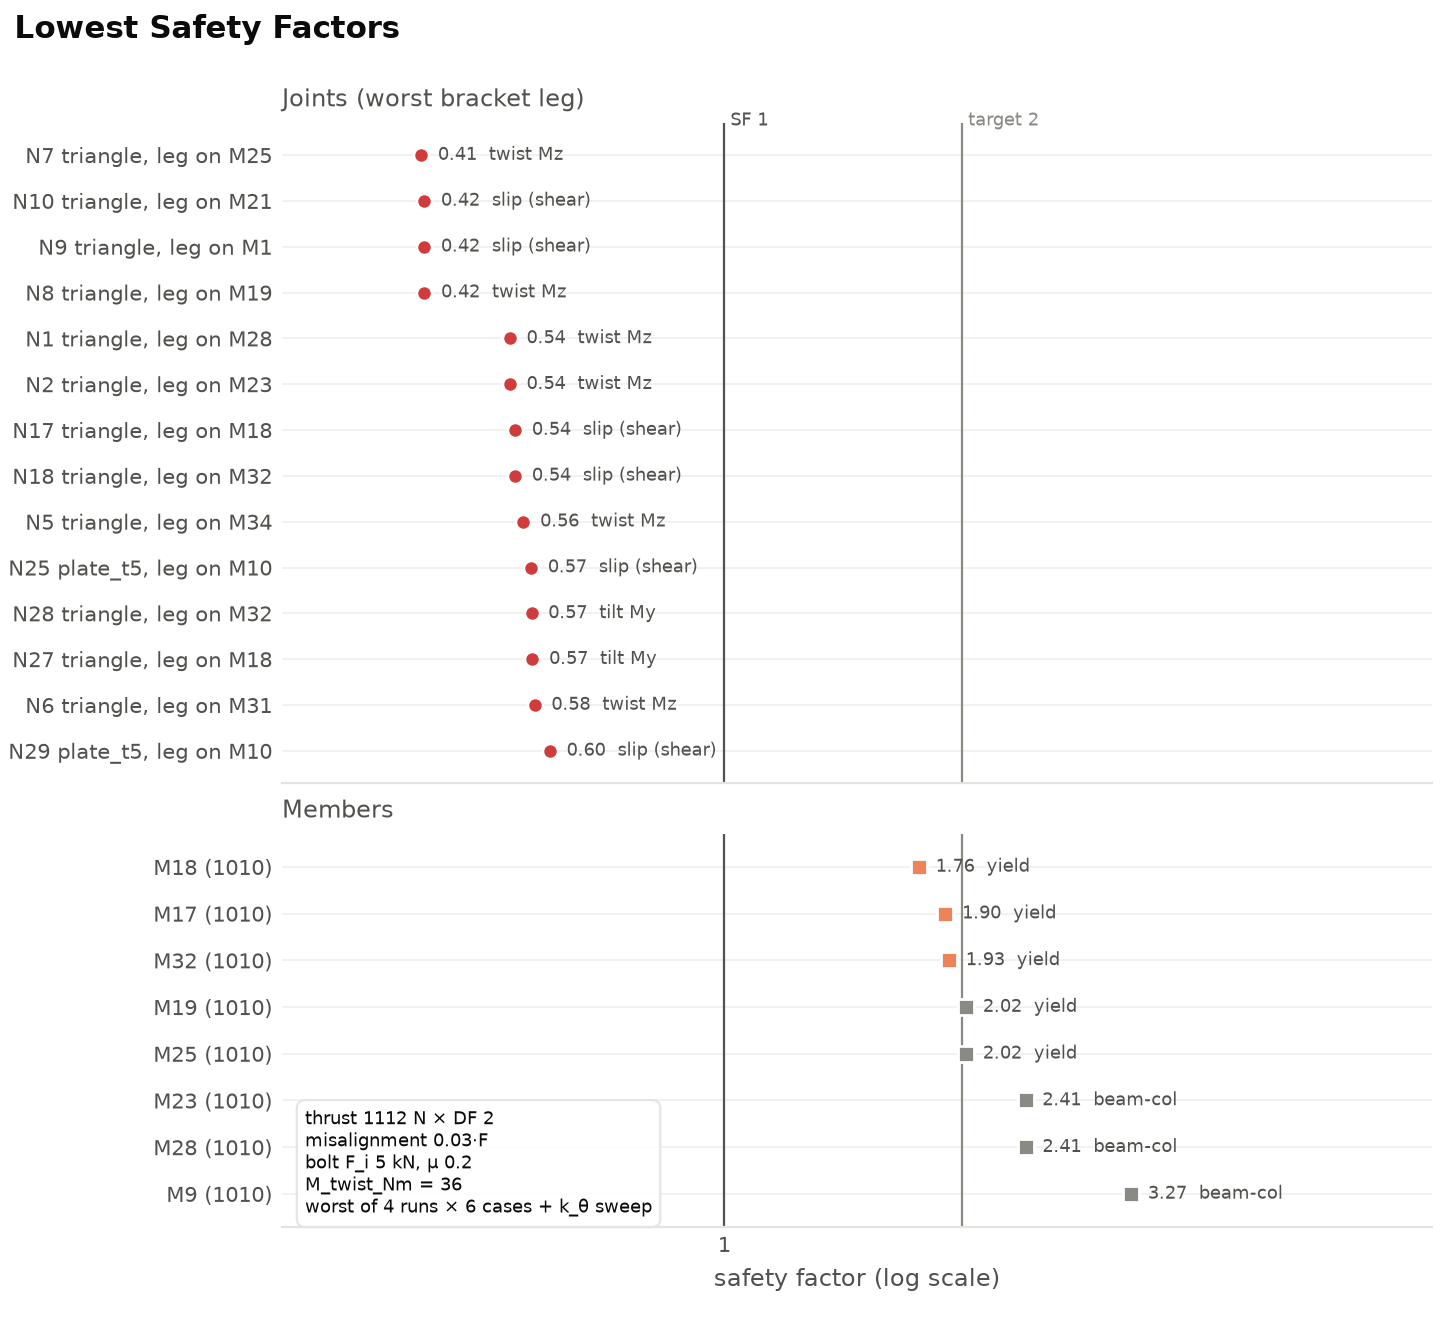 Lowest Safety Factors
Joints (worst bracket leg)
SF 1
target 2
N7 triangle, leg on M25
0.41 twist Mz
N10 triangle, leg on M21
0.42 slip (shear)
N9 triangle, leg on M1
0.42 slip (shear)
N8 triangle, leg on M19
0.42 twist Mz
N1 triangle, leg on M28
0.54 twist Mz
N2 triangle, leg on M23
0.54 twist Mz
N17 triangle, leg on M18
0.54 slip (shear)
N18 triangle, leg on M32
0.54 slip (shear)
N5 triangle, leg on M34
0.56 twist Mz
N25 plate_t5, leg on M10
0.57 slip (shear)
N28 triangle, leg on M32
0.57 tilt My
N27 triangle, leg on M18
0.57 tilt My
N6 triangle, leg on M31
0.58 twist Mz
N29 plate_t5, leg on M10
0.60 slip (shear)
Members
M18 (1010)
1.76 yield
M17 (1010)
1.90 yield
M32 (1010)
1.93 yield
M19 (1010)
2.02 yield
M25 (1010)
2.02 yield
M23 (1010)
2.41 beam-col
M28 (1010)
2.41 beam-col
M9 (1010)
3.27 beam-col
thrust 1112 N × DF 2
misalignment 0.03·F
bolt F_i 5 kN, μ 0.2
M_twist_Nm = 36
worst of 4 runs × 6 cases + k_θ sweep
1
safety factor (log scale)